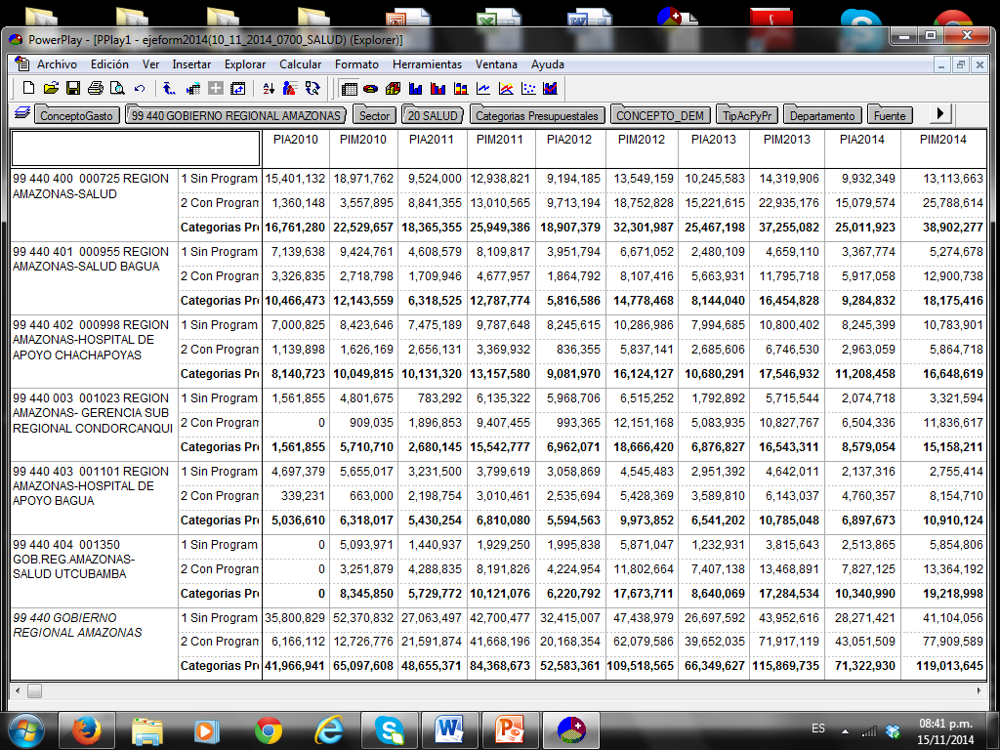 PowerPlay - [PPlay1 - ejeform2014(10_11_2014_0700_SALUD) (Explorer)]
Archivo Edición Ver Insertar Explorar Calcular Formato Herramientas Ventana Ayuda
ConceptoGasto 99 440 GOBIERNO REGIONAL AMAZONAS Sector 20 SALUD Categorias Presupuestales CONCEPTO_DEM TipAcPyPr Departamento Fuente
PIA2010 PIM2010 PIA2011 PIM2011 PIA2012 PIM2012 PIA2013 PIM2013 PIA2014 PIM2014
99 440 400 000725 REGION AMAZONAS-SALUD
1 Sin Program 15,401,132 18,971,762 9,524,000 12,938,821 9,194,185 13,549,159 10,245,583 14,319,906 9,932,349 13,113,663
2 Con Program 1,360,148 3,557,895 8,841,355 13,010,565 9,713,194 18,752,828 15,221,615 22,935,176 15,079,574 25,788,614
Categorias Pre 16,761,280 22,529,657 18,365,355 25,949,386 18,907,379 32,301,987 25,467,198 37,255,082 25,011,923 38,902,277
99 440 401 000955 REGION AMAZONAS-SALUD BAGUA
1 Sin Program 7,139,638 9,424,761 4,608,579 8,109,817 3,951,794 6,671,052 2,480,109 4,659,110 3,367,774 5,274,678
2 Con Program 3,326,835 2,718,798 1,709,946 4,677,957 1,864,792 8,107,416 5,663,931 11,795,718 5,917,058 12,900,738
Categorias Pre 10,466,473 12,143,559 6,318,525 12,787,774 5,816,586 14,778,468 8,144,040 16,454,828 9,284,832 18,175,416
99 440 402 000998 REGION AMAZONAS-HOSPITAL DE APOYO CHACHAPOYAS
1 Sin Program 7,000,825 8,423,646 7,475,189 9,787,648 8,245,615 10,286,986 7,994,685 10,800,402 8,245,399 10,783,901
2 Con Program 1,139,898 1,626,169 2,656,131 3,369,932 836,355 5,837,141 2,685,606 6,746,530 2,963,059 5,864,718
Categorias Pre 8,140,723 10,049,815 10,131,320 13,157,580 9,081,970 16,124,127 10,680,291 17,546,932 11,208,458 16,648,619
99 440 003 001023 REGION AMAZONAS- GERENCIA SUB REGIONAL CONDORCANQUI
1 Sin Program 1,561,855 4,801,675 783,292 6,135,322 5,968,706 6,515,252 1,792,892 5,715,544 2,074,718 3,321,594
2 Con Program 0 909,035 1,896,853 9,407,455 993,365 12,151,168 5,083,935 10,827,767 6,504,336 11,836,617
Categorias Pre 1,561,855 5,710,710 2,680,145 15,542,777 6,962,071 18,666,420 6,876,827 16,543,311 8,579,054 15,158,211
99 440 403 001101 REGION AMAZONAS-HOSPITAL DE APOYO BAGUA
1 Sin Program 4,697,379 5,655,017 3,231,500 3,799,619 3,058,869 4,545,483 2,951,392 4,642,011 2,137,316 2,755,414
2 Con Program 339,231 663,000 2,198,754 3,010,461 2,535,694 5,428,369 3,589,810 6,143,037 4,760,357 8,154,710
Categorias Pre 5,036,610 6,318,017 5,430,254 6,810,080 5,594,563 9,973,852 6,541,202 10,785,048 6,897,673 10,910,124
99 440 404 001350 GOB.REG.AMAZONAS-SALUD UTCUBAMBA
1 Sin Program 0 5,093,971 1,440,937 1,929,250 1,995,838 5,871,047 1,232,931 3,815,643 2,513,865 5,854,806
2 Con Program 0 3,251,879 4,288,835 8,191,826 4,224,954 11,802,664 7,407,138 13,468,891 7,827,125 13,364,192
Categorias Pre 0 8,345,850 5,729,772 10,121,076 6,220,792 17,673,711 8,640,069 17,284,534 10,340,990 19,218,998
99 440 GOBIERNO REGIONAL AMAZONAS
1 Sin Program 35,800,829 52,370,832 27,063,497 42,700,477 32,415,007 47,438,979 26,697,592 43,952,616 28,271,421 41,104,056
2 Con Program 6,166,112 12,726,776 21,591,874 41,668,196 20,168,354 62,079,586 39,652,035 71,917,119 43,051,509 77,909,589
Categorias Pre 41,966,941 65,097,608 48,655,371 84,368,673 52,583,361 109,518,565 66,349,627 115,869,735 71,322,930 119,013,645
ES
08:41 p.m.
15/11/2014